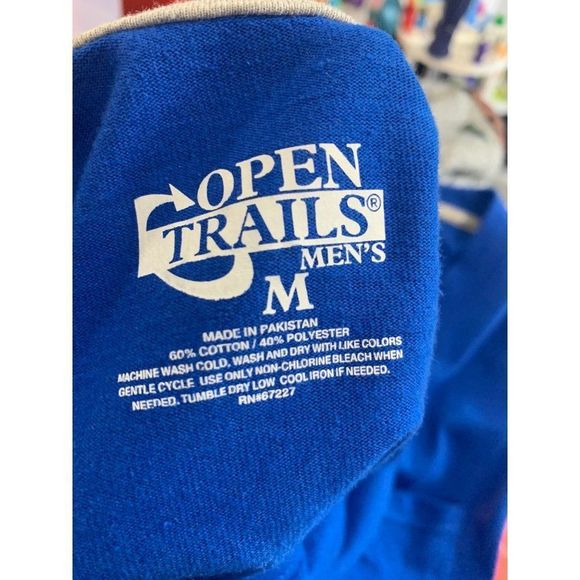 OPEN
TRAILS®
MEN'S
M
MADE IN PAKISTAN
60% COTTON / 40% POLYESTER
MACHINE WASH COLD, WASH AND DRY WITH LIKE COLORS
GENTLE CYCLE USE ONLY NON-CHLORINE BLEACH WHEN
NEEDED. TUMBLE DRY LOW COOL IRON IF NEEDED.
RN#67227